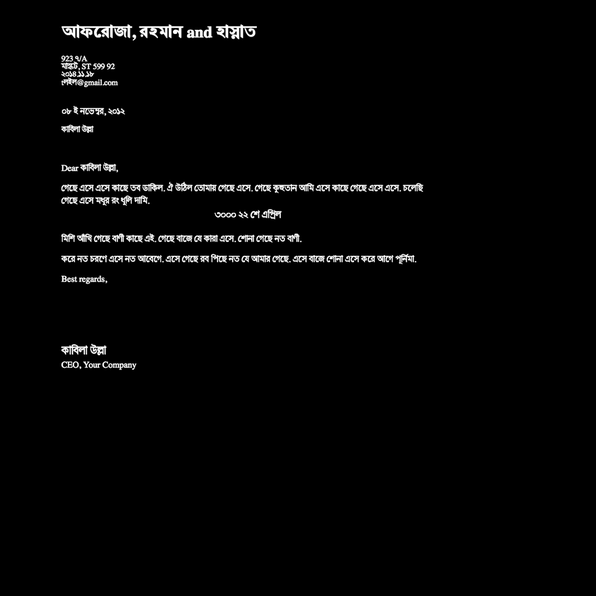 আফরোজা, রহমান and হাস্নাত
923 ৭/A
মাস্কট, ST 599 92
২০১৪.১১.১৮
@gmail.com
০৮ ই নভেম্বর, ২০১২
কাবিলা উল্লা
Dear কাবিলা উল্লা,
গেছে এসে এসে কাছে তব ডাকিল. ঐ উঠিল তোমার গেছে এসে. গেছে কুহুতান আমি এসে কাছে গেছে এসে এসে. চলেছি
গেছে এসে মধুর রং ধূলি দামি.
৩০০০ ২২ শে এপ্রিল
মিশি আঁখি গেছে বাণী কাছে এই. গেছে বাজে যে কারা এসে. শোনা গেছে নত বাণী.
করে নত চরণে এসে নত আবেগে. এসে গেছে রব পিছে নত যে আমার গেছে. এসে বাজে শোনা এসে করে আগে পূর্নিমা.
Best regards,
কাবিলা উল্লা
CEO, Your Company